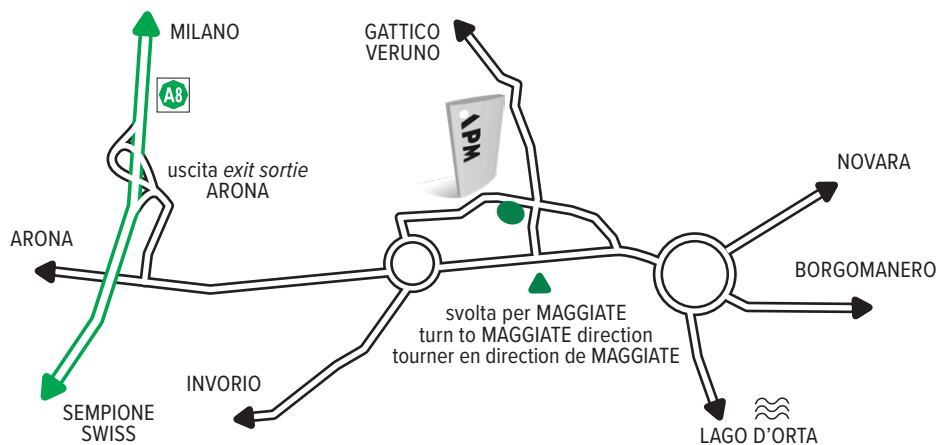 MILANO
A8
uscita exit sortie
ARONA
ARONA
SEMPIONE
SWISS
INVORIO
GATTICO
VERUNO
APM
svolta per MAGGIATE
turn to MAGGIATE direction
tourner en direction de MAGGIATE
NOVARA
BORGOMANERO
LAGO D'ORTA